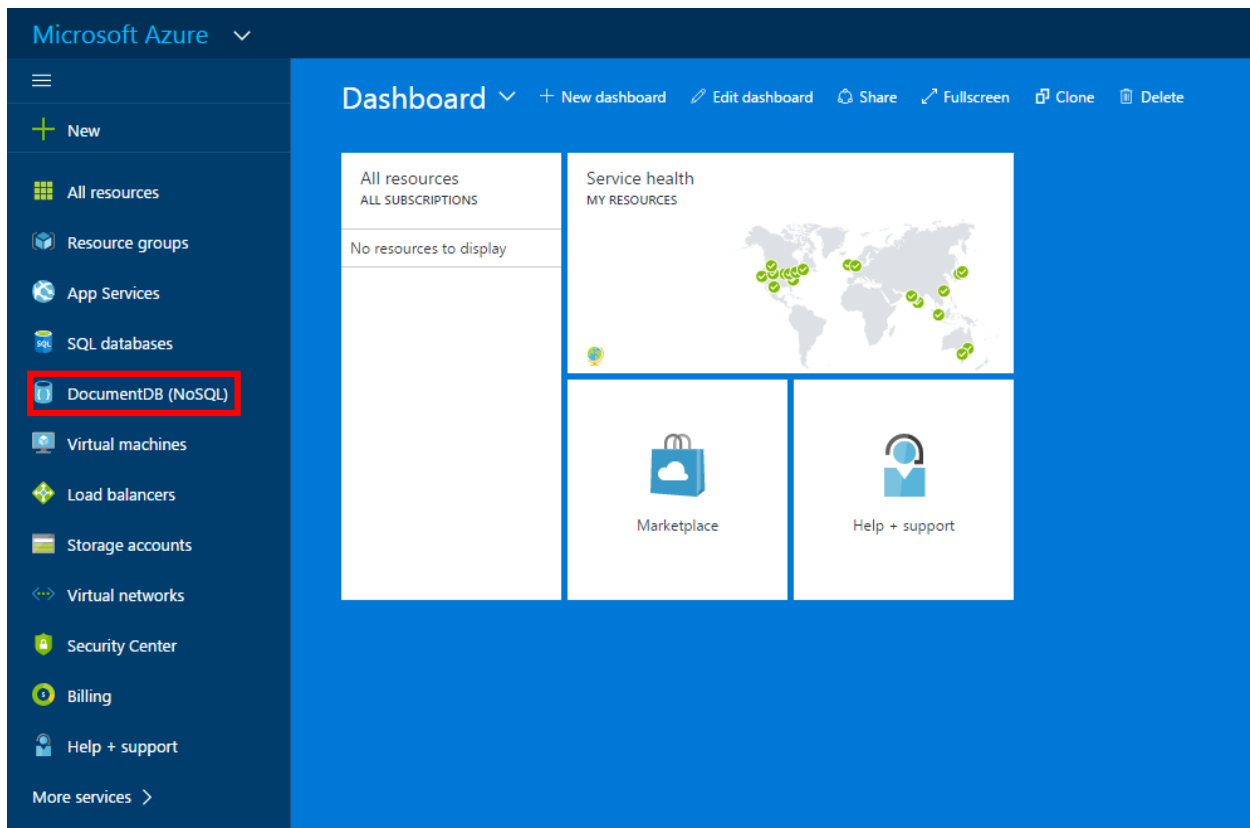 Microsoft Azure
Dashboard
New dashboard
Edit dashboard
Share
Fullscreen
Clone
Delete
New
All resources
Resource groups
App Services
SQL databases
DocumentDB (NoSQL)
Virtual machines
Load balancers
Storage accounts
Virtual networks
Security Center
Billing
Help + support
More services
All resources
ALL SUBSCRIPTIONS
No resources to display
Service health
MY RESOURCES
Marketplace
Help + support